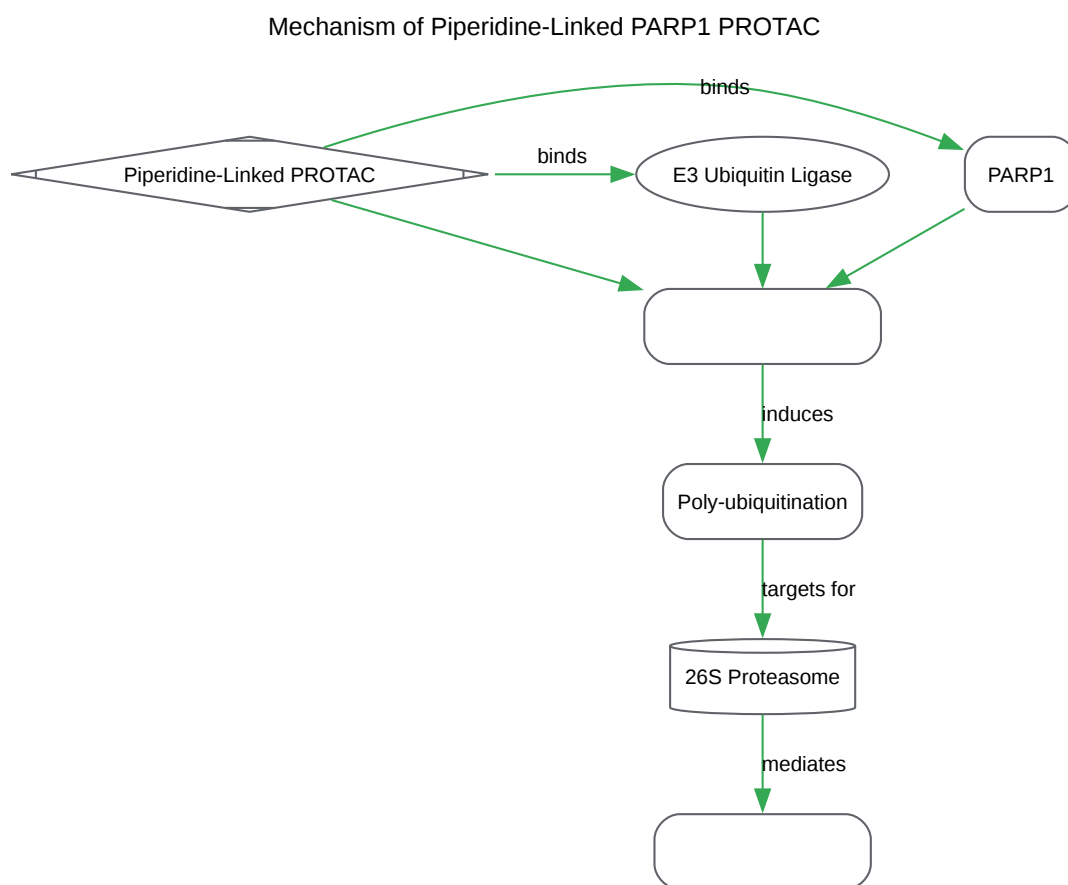 Mechanism of Piperidine-Linked PARP1 PROTAC
binds
binds
Piperidine-Linked PROTAC
E3 Ubiquitin Ligase
PARP1
induces
Poly-ubiquitination
targets for
26S Proteasome
mediates